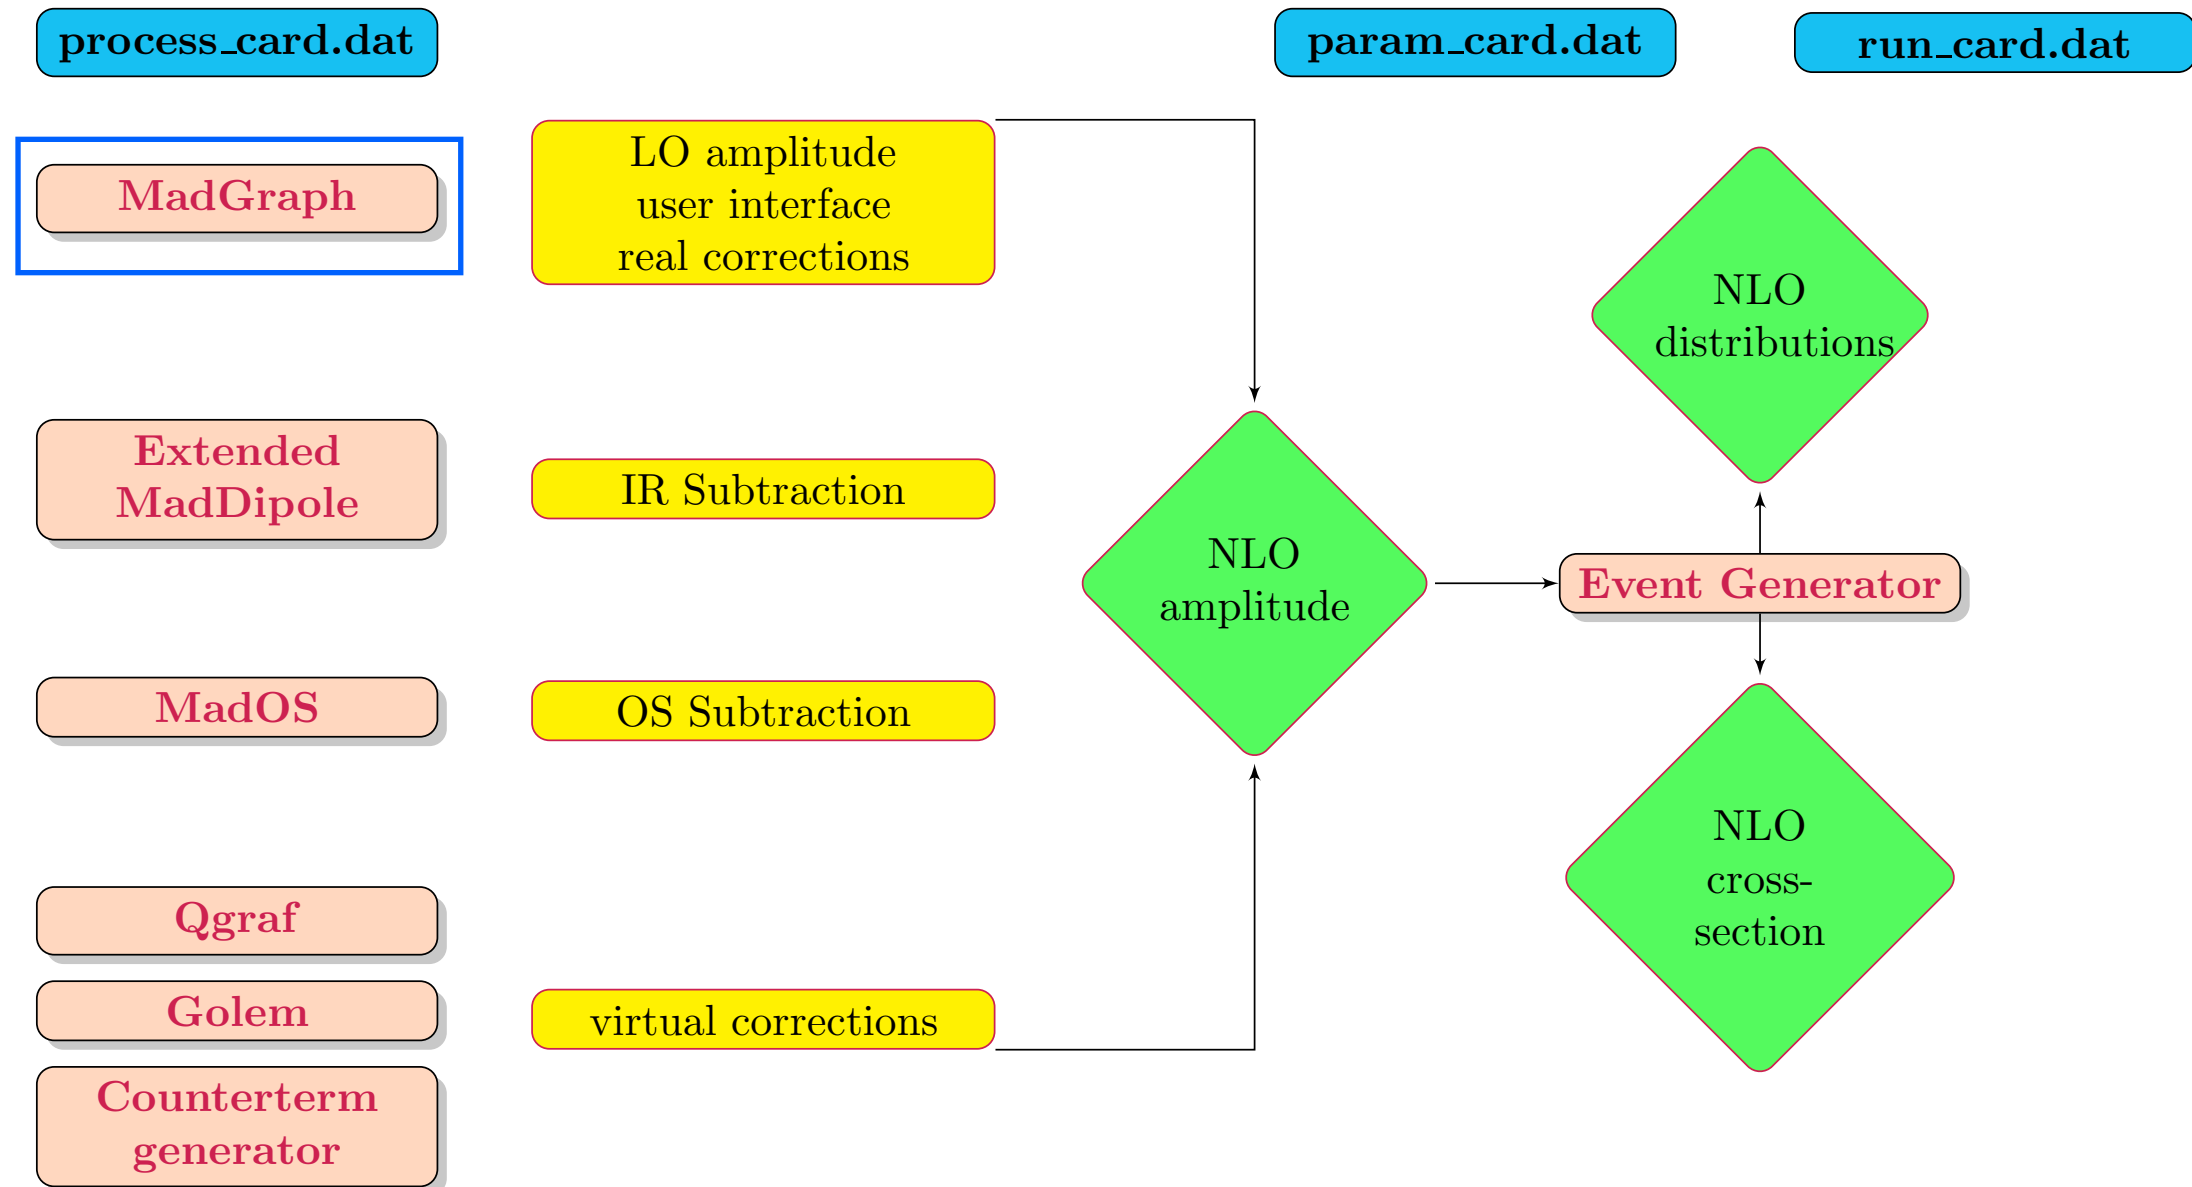 process_card.dat
param_card.dat
run_card.dat
MadGraph
LO amplitude
user interface
real corrections
NLO
distributions
Extended
MadDipole
IR Subtraction
NLO
amplitude
Event Generator
MadOS
OS Subtraction
NLO
cross-
section
Qgraf
Golem
virtual corrections
Counterterm
generator